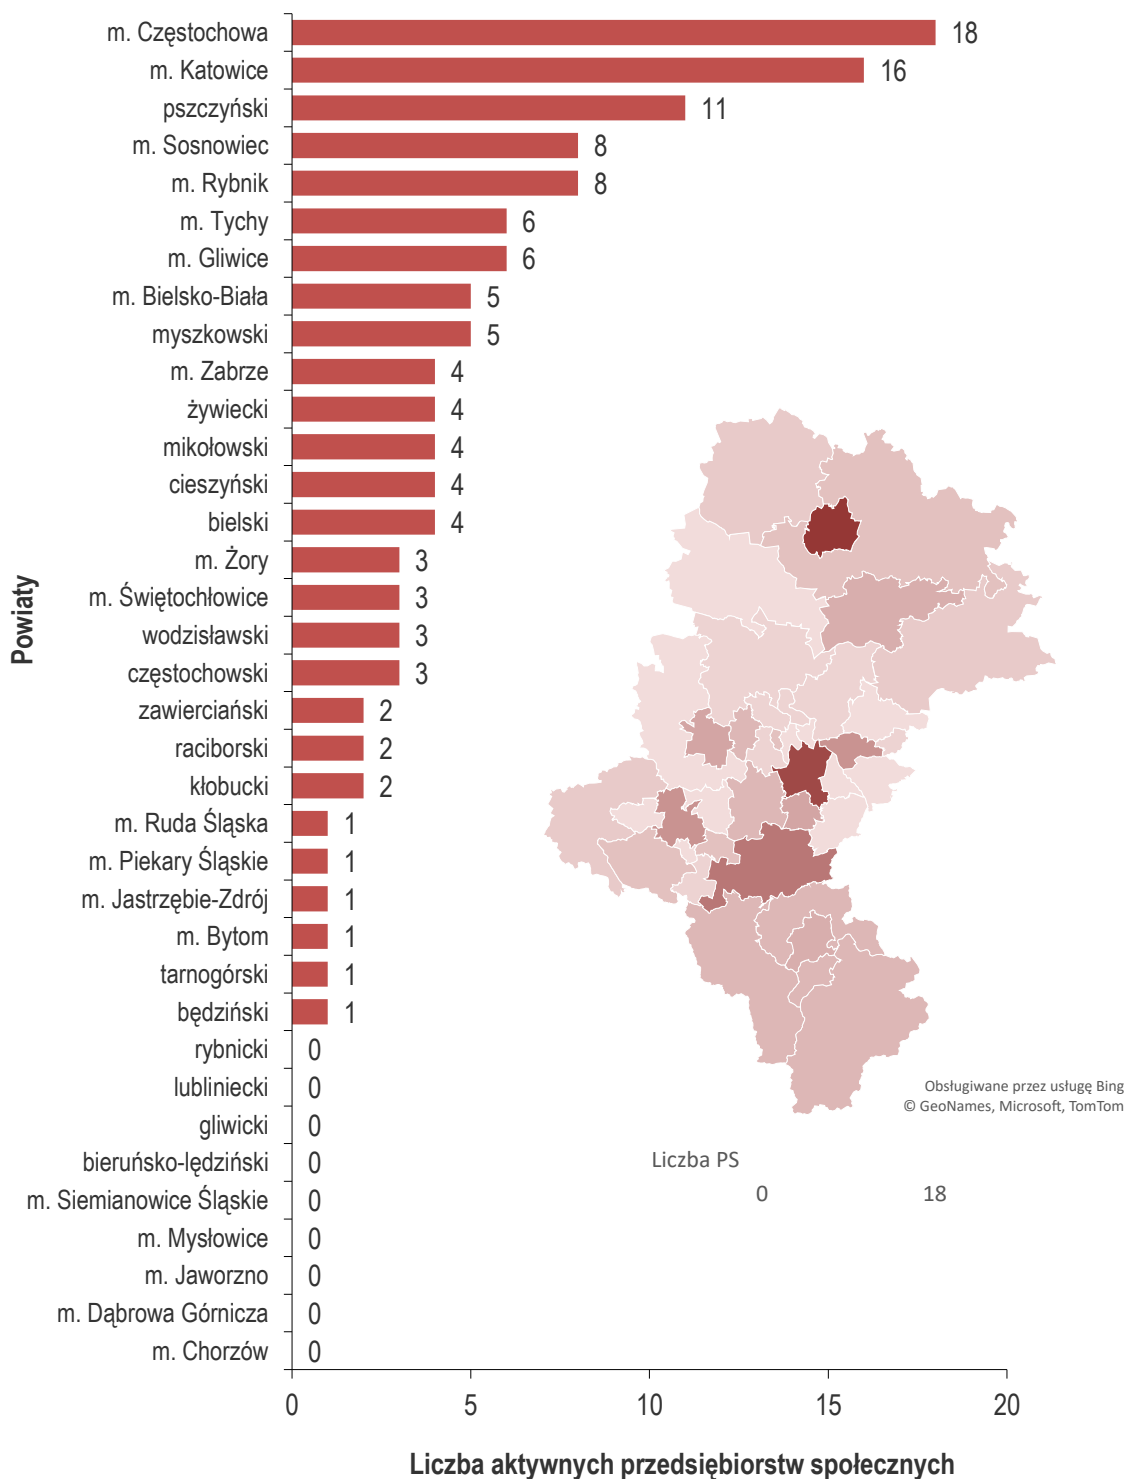 m. Częstochowa 18
m. Katowice 16
pszczyński 11
m. Sosnowiec 8
m. Rybnik 8
m. Tychy 6
m. Gliwice 6
m. Bielsko-Biała 5
myszkowski 5
m. Zabrze 4
żywiecki 4
mikołowski 4
cieszyński 4
bielski 4
m. Żory 3
m. Świętochłowice 3
wodzisławski 3
częstochowski 3
zawierciański 2
raciborski 2
kłobucki 2
m. Ruda Śląska 1
m. Piekary Śląskie 1
m. Jastrzębie-Zdrój 1
m. Bytom 1
tarnogórski 1
będziński 1
rybnicki 0
lubliniecki 0
gliwicki 0
bieruńsko-lędziński 0
m. Siemianowice Śląskie 0
m. Mysłowice 0
m. Jaworzno 0
m. Dąbrowa Górnicza 0
m. Chorzów 0
Powiaty
0 5 10 15 20
Liczba aktywnych przedsiębiorstw społecznych
Obsługiwane przez usługę Bing
© GeoNames, Microsoft, TomTom
Liczba PS
0 18